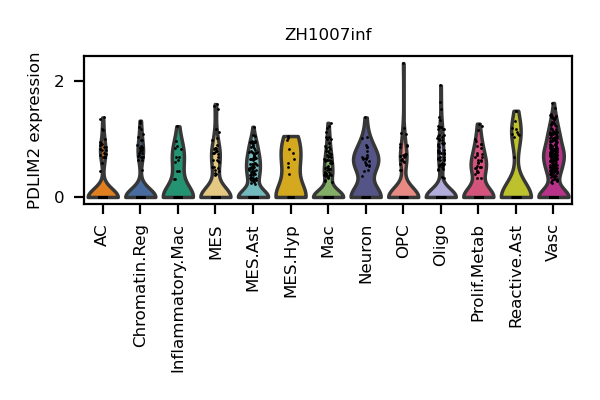 ZH1007inf
PDLIM2 expression
2
0
AC
Chromatin.Reg
Inflammatory.Mac
MES
MES.Ast
MES.Hyp
Mac
Neuron
OPC
Oligo
Prolif.Metab
Reactive.Ast
Vasc